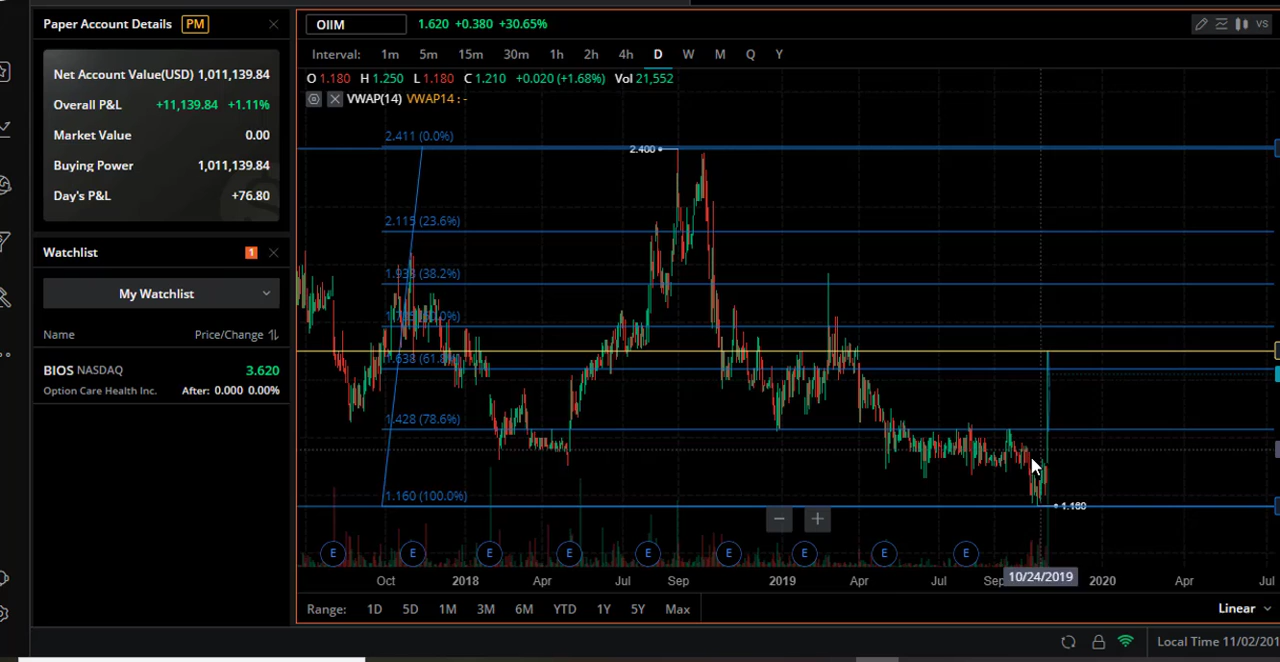 Paper Account Details PM
Net Account Value(USD) 1,011,139.84
Overall P&L +11,139.84 +1.11%
Market Value 0.00
Buying Power 1,011,139.84
Day's P&L +76.80
Watchlist 1
My Watchlist
Name Price/Change
BIOS NASDAQ 3.620
Option Care Health Inc. After: 0.000 0.00%
OIIM 1.620 +0.380 +30.65% VS
Interval: 1m 5m 15m 30m 1h 2h 4h D W M Q Y
O 1.180 H 1.250 L 1.180 C 1.210 +0.020 (+1.68%) Vol 21,552
VWAP(14) VWAP14 : -
2.411 (0.0%)
2.400
2.115 (23.6%)
(38.2%)
1.638 (61.8%)
1.428 (78.6%)
1.160 (100.0%)
1.180
E E E E E E E E E
Oct 2018 Apr Jul Sep 2019 Apr Jul Sep 10/24/2019 2020 Apr Jul
Range: 1D 5D 1M 3M 6M YTD 1Y 5Y Max Linear
Local Time 11/02/201